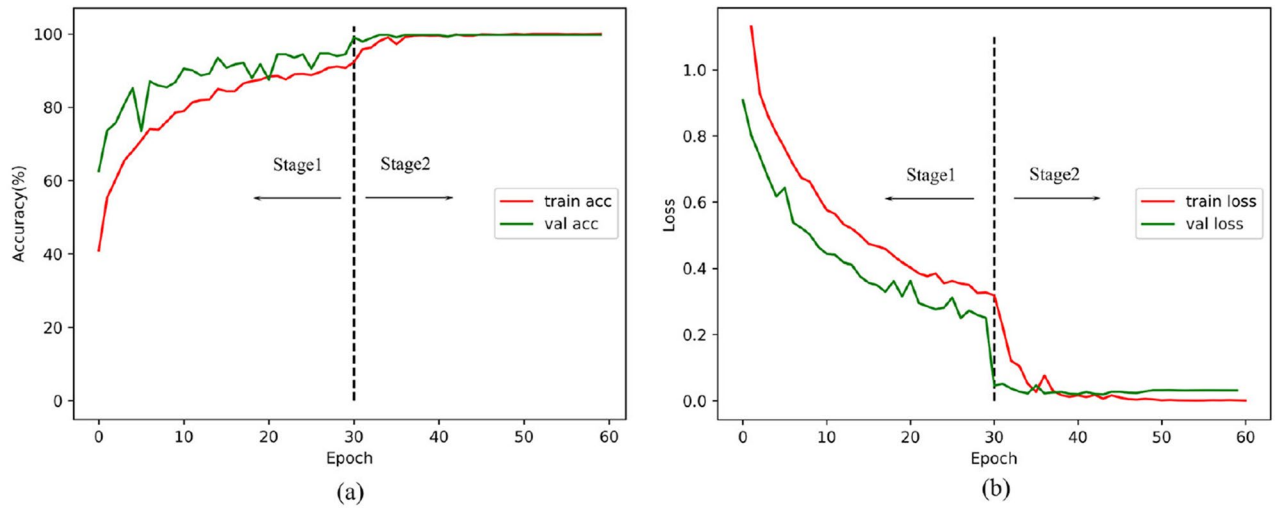 100
80
60
40
20
0
Accuracy(%)
Stage1
Stage2
train acc
val acc
0 10 20 30 40 50 60
Epoch
(a)
1.0
0.8
0.6
0.4
0.2
0.0
Loss
Stage1
Stage2
train loss
val loss
0 10 20 30 40 50 60
Epoch
(b)